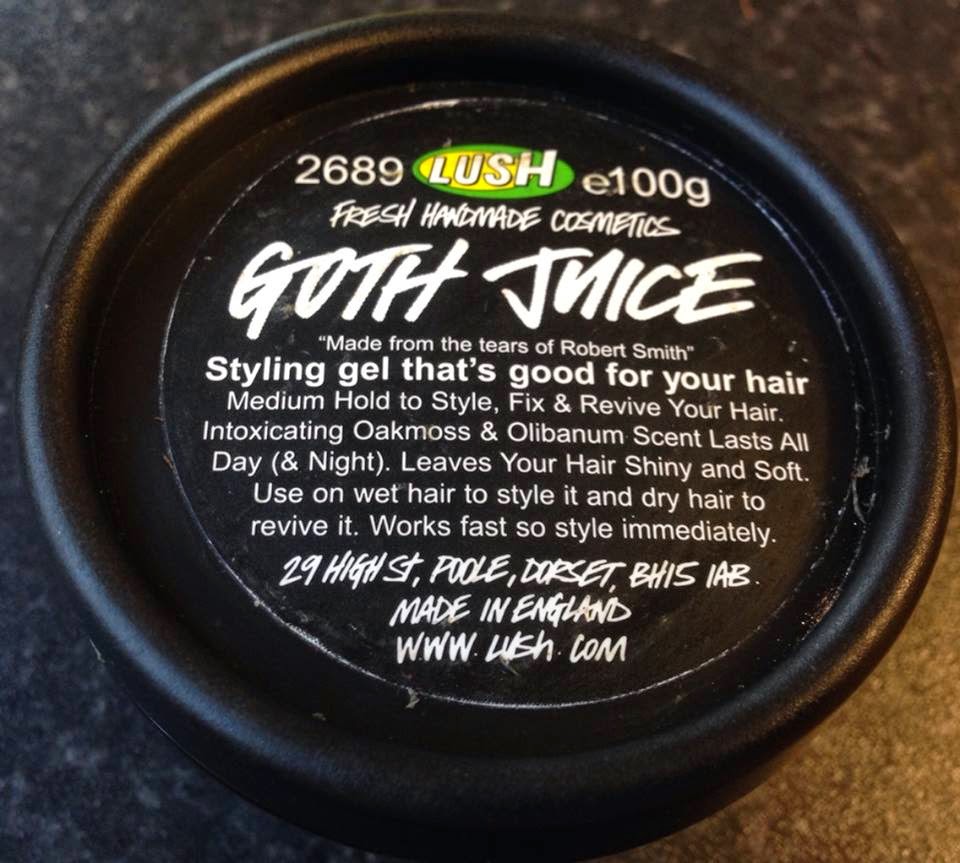 2689 LUSH e100g
FRESH HANDMADE COSMETICS
GOTH JUICE
"Made from the tears of Robert Smith"
Styling gel that's good for your hair
Medium Hold to Style, Fix & Revive Your Hair.
Intoxicating Oakmoss & Olibanum Scent Lasts All
Day (& Night). Leaves Your Hair Shiny and Soft.
Use on wet hair to style it and dry hair to
revive it. Works fast so style immediately.
29 HIGH St, POOLE, DORSET, BH15 1AB.
MADE IN ENGLAND
WWW.LUSH.COM